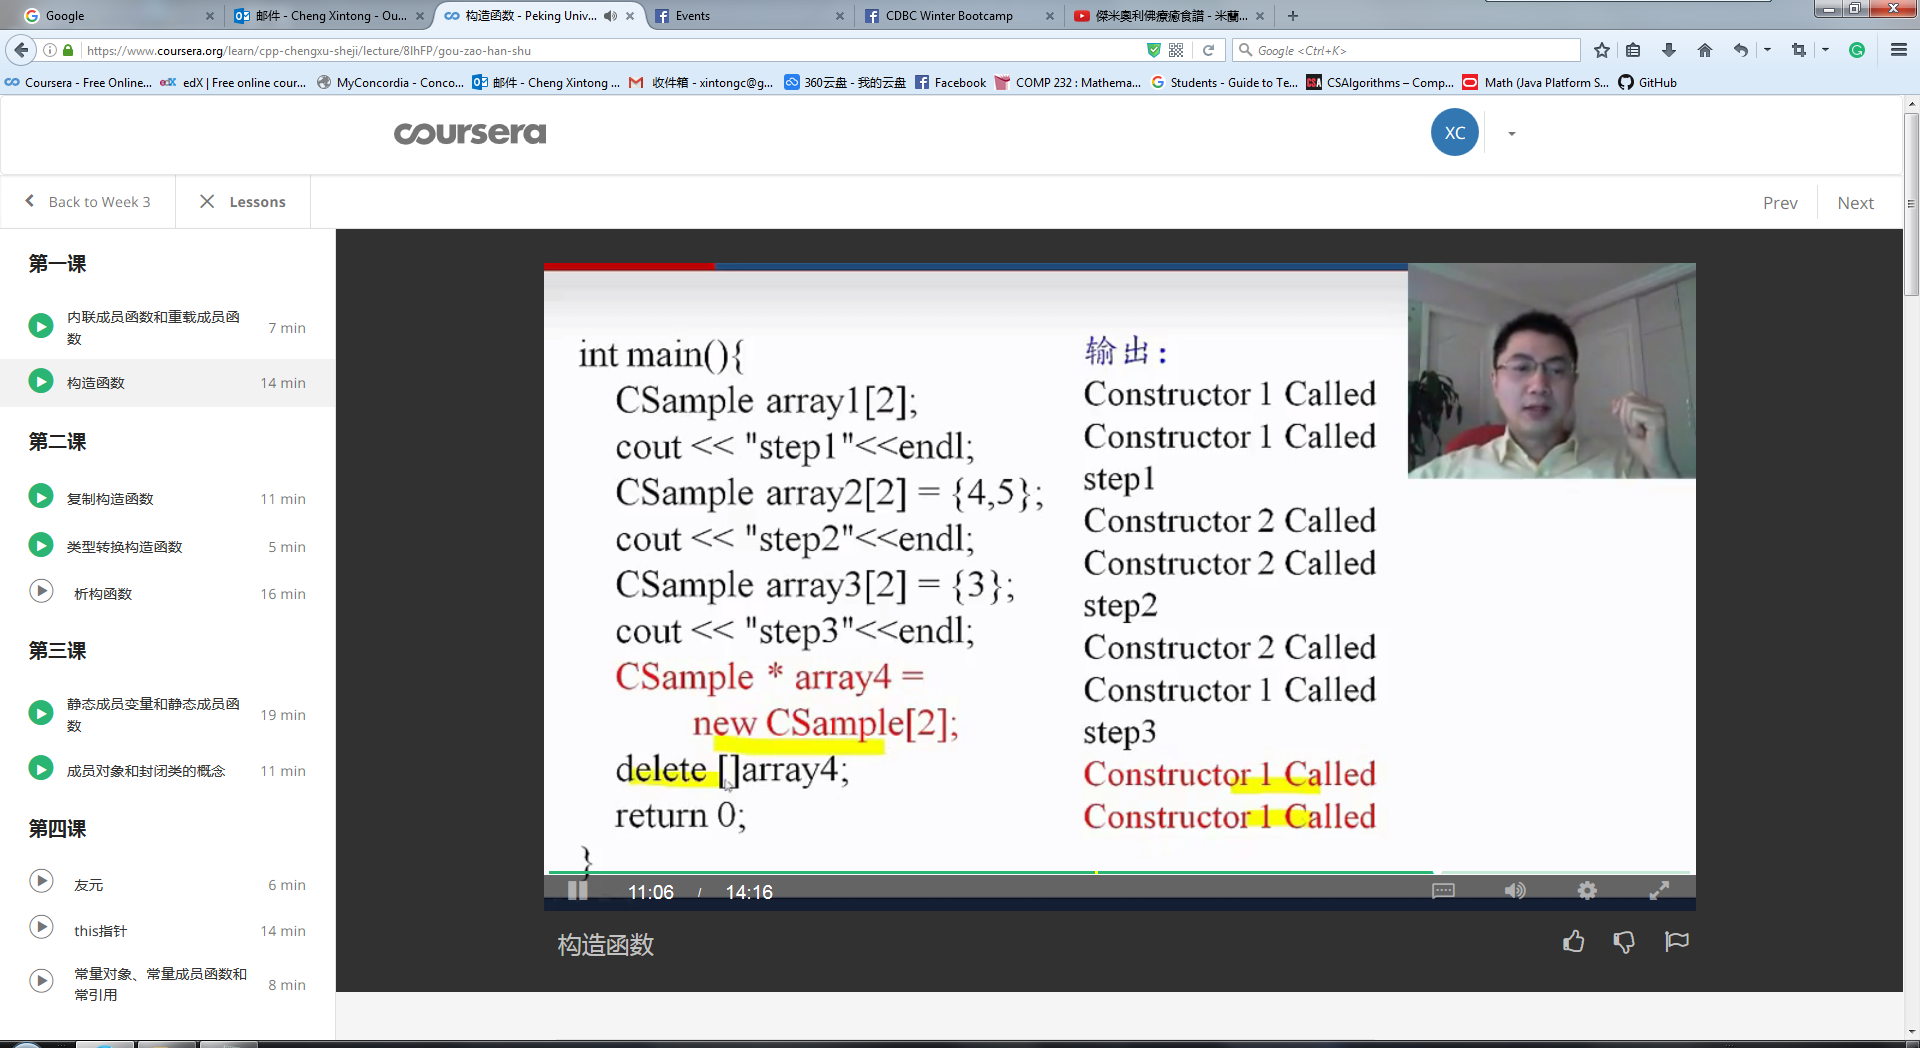 Google
邮件 - Cheng Xintong - Ou...
构造函数 - Peking Univ...
Events
CDBC Winter Bootcamp
傑米奧利佛療癒食譜 - 米蘭...
https://www.coursera.org/learn/cpp-chengxu-sheji/lecture/8IhFP/gou-zao-han-shu
Google <Ctrl+K>
Coursera - Free Online...
edX | Free online cour...
MyConcordia - Conco...
邮件 - Cheng Xintong ...
收件箱 - xintongc@g...
360云盘 - 我的云盘
Facebook
COMP 232 : Mathema...
Students - Guide to Te...
CSAlgorithms – Comp...
Math (Java Platform S...
GitHub
coursera
XC
Back to Week 3
Lessons
Prev
Next
第一课
内联成员函数和重载成员函
数
7 min
构造函数
14 min
第二课
复制构造函数
11 min
类型转换构造函数
5 min
析构函数
16 min
第三课
静态成员变量和静态成员函
数
19 min
成员对象和封闭类的概念
11 min
第四课
友元
6 min
this指针
14 min
常量对象、常量成员函数和
常引用
8 min
int main(){
CSample array1[2];
cout << "step1"<<endl;
CSample array2[2] = {4,5};
cout << "step2"<<endl;
CSample array3[2] = {3};
cout << "step3"<<endl;
CSample * array4 =
new CSample[2];
delete []array4;
return 0;
}
输出:
Constructor 1 Called
Constructor 1 Called
step1
Constructor 2 Called
Constructor 2 Called
step2
Constructor 2 Called
Constructor 1 Called
step3
Constructor 1 Called
Constructor 1 Called
11:06 / 14:16
构造函数